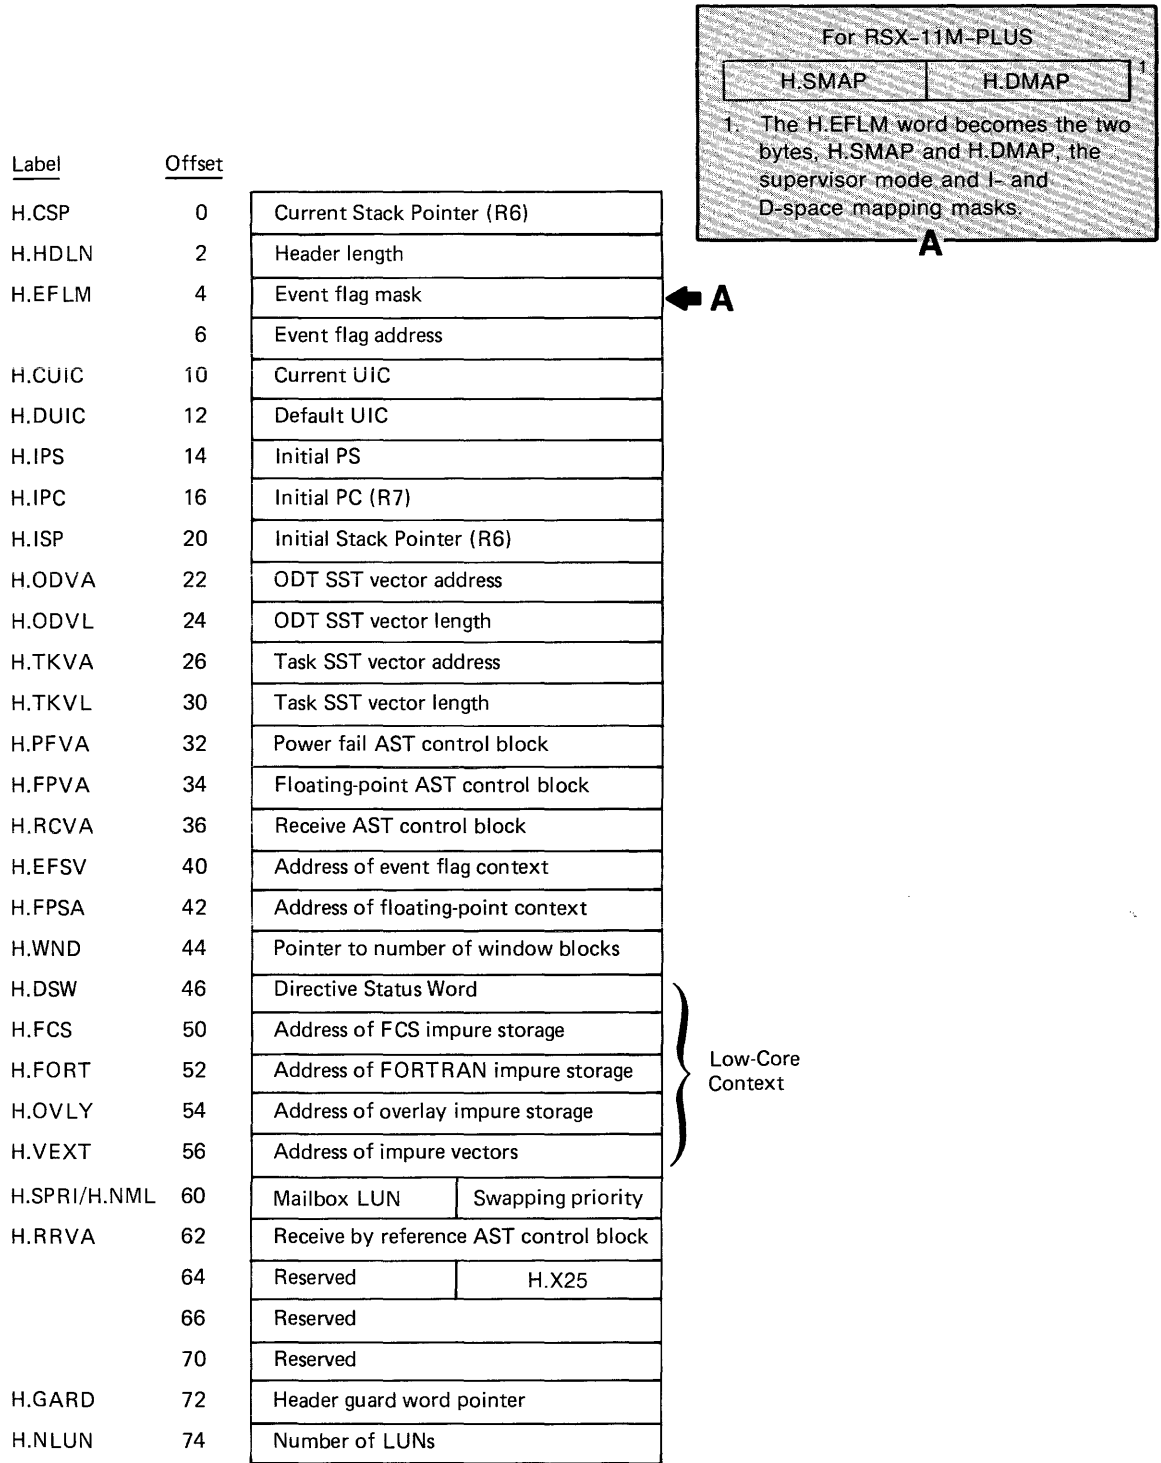 For RSX-11M-PLUS
H.SMAP H.DMAP 1
1. The H.EFLM word becomes the two
bytes, H.SMAP and H.DMAP, the
supervisor mode and I- and
D-space mapping masks.
A
Label Offset
H.CSP 0 Current Stack Pointer (R6)
H.HDLN 2 Header length
H.EFLM 4 Event flag mask A
6 Event flag address
H.CUIC 10 Current UIC
H.DUIC 12 Default UIC
H.IPS 14 Initial PS
H.IPC 16 Initial PC (R7)
H.ISP 20 Initial Stack Pointer (R6)
H.ODVA 22 ODT SST vector address
H.ODVL 24 ODT SST vector length
H.TKVA 26 Task SST vector address
H.TKVL 30 Task SST vector length
H.PFVA 32 Power fail AST control block
H.FPVA 34 Floating-point AST control block
H.RCVA 36 Receive AST control block
H.EFSV 40 Address of event flag context
H.FPSA 42 Address of floating-point context
H.WND 44 Pointer to number of window blocks
H.DSW 46 Directive Status Word
H.FCS 50 Address of FCS impure storage
H.FORT 52 Address of FORTRAN impure storage
H.OVLY 54 Address of overlay impure storage
H.VEXT 56 Address of impure vectors
Low-Core
Context
H.SPRI/H.NML 60 Mailbox LUN Swapping priority
H.RRVA 62 Receive by reference AST control block
64 Reserved H.X25
66 Reserved
70 Reserved
H.GARD 72 Header guard word pointer
H.NLUN 74 Number of LUNs